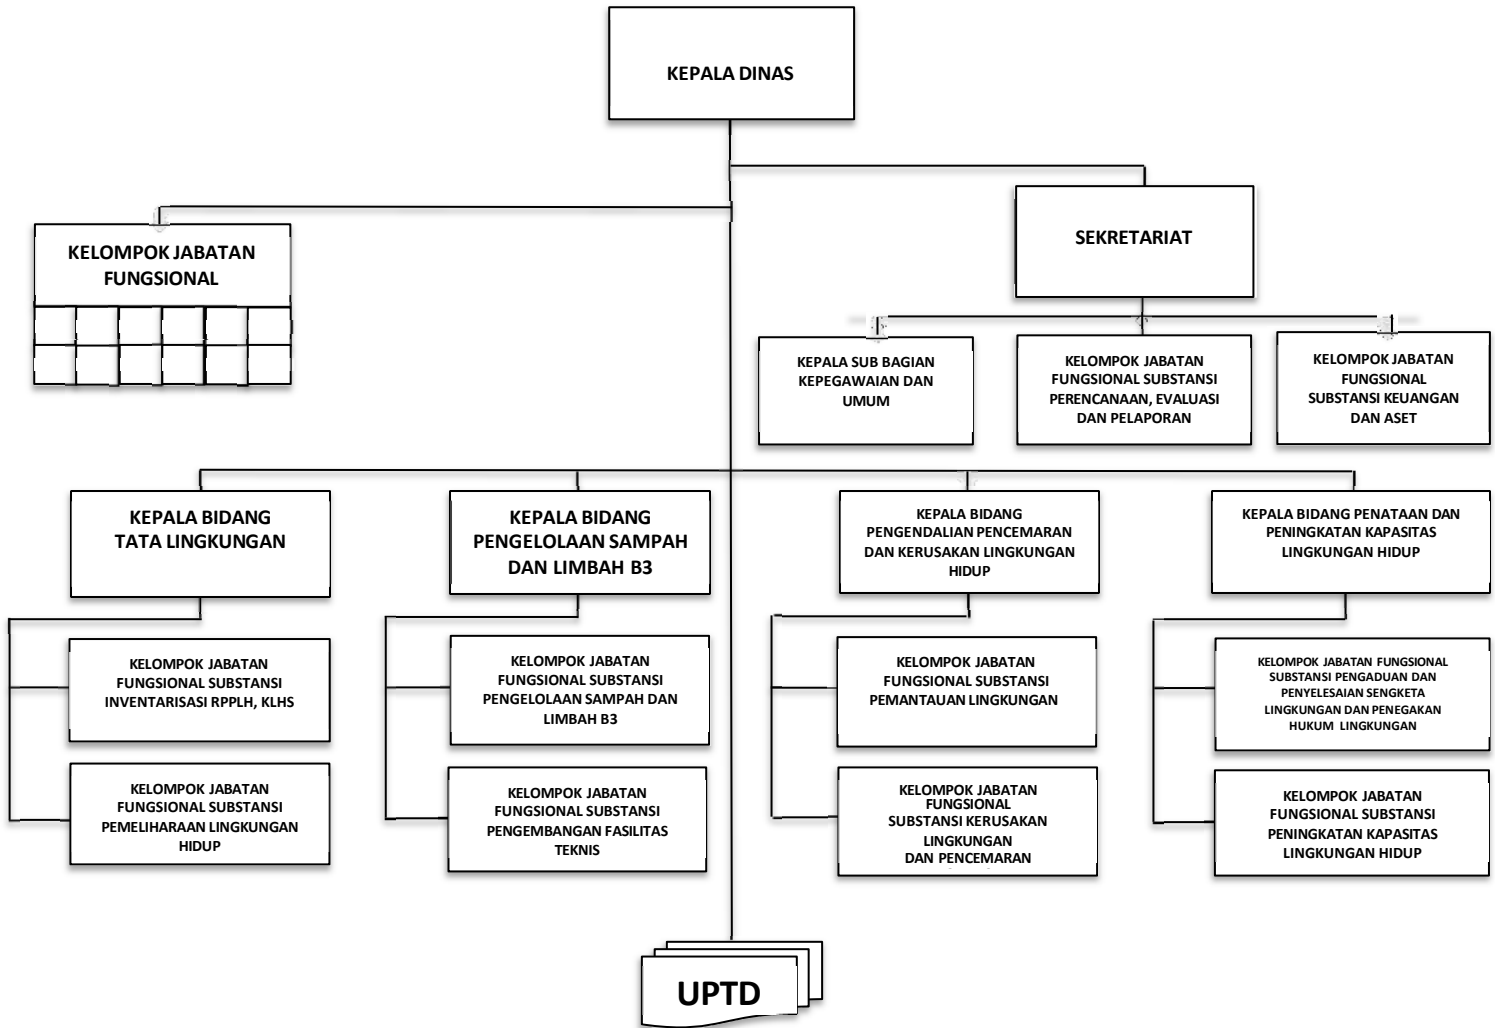 KEPALA DINAS
SEKRETARIAT
KELOMPOK JABATAN
FUNGSIONAL
KEPALA SUB BAGIAN
KEPEGAWAIAN DAN
UMUM
KELOMPOK JABATAN
FUNGSIONAL SUBSTANSI
PERENCANAAN, EVALUASI
DAN PELAPORAN
KELOMPOK JABATAN
FUNGSIONAL
SUBSTANSI KEUANGAN
DAN ASET
KEPALA BIDANG
TATA LINGKUNGAN
KEPALA BIDANG
PENGELOLAAN SAMPAH
DAN LIMBAH B3
KEPALA BIDANG
PENGENDALIAN PENCEMARAN
DAN KERUSAKAN LINGKUNGAN
HIDUP
KEPALA BIDANG PENATAAN DAN
PENINGKATAN KAPASITAS
LINGKUNGAN HIDUP
KELOMPOK JABATAN
FUNGSIONAL SUBSTANSI
INVENTARISASI RPPLH, KLHS
KELOMPOK JABATAN
FUNGSIONAL SUBSTANSI
PENGELOLAAN SAMPAH DAN
LIMBAH B3
KELOMPOK JABATAN
FUNGSIONAL SUBSTANSI
PEMANTAUAN LINGKUNGAN
KELOMPOK JABATAN FUNGSIONAL
SUBSTANSI PENGADUAN DAN
PENYELESAIAN SENGKETA
LINGKUNGAN DAN PENEGAKAN
HUKUM LINGKUNGAN
KELOMPOK JABATAN
FUNGSIONAL SUBSTANSI
PEMELIHARAAN LINGKUNGAN
HIDUP
KELOMPOK JABATAN
FUNGSIONAL SUBSTANSI
PENGEMBANGAN FASILITAS
TEKNIS
KELOMPOK JABATAN
FUNGSIONAL
SUBSTANSI KERUSAKAN
LINGKUNGAN
DAN PENCEMARAN
KELOMPOK JABATAN
FUNGSIONAL SUBSTANSI
PENINGKATAN KAPASITAS
LINGKUNGAN HIDUP
UPTD